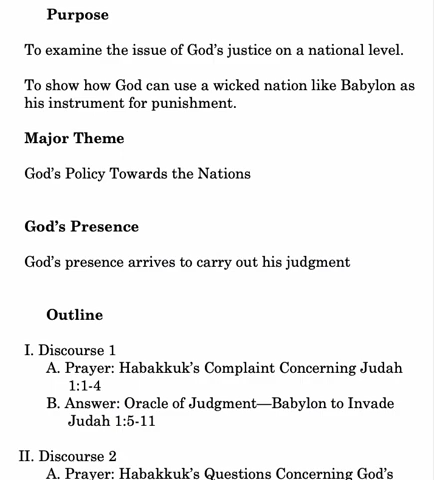 Purpose
To examine the issue of God's justice on a national level.
To show how God can use a wicked nation like Babylon as
his instrument for punishment.
Major Theme
God's Policy Towards the Nations
God's Presence
God's presence arrives to carry out his judgment
Outline
I. Discourse 1
A. Prayer: Habakkuk's Complaint Concerning Judah
1:1-4
B. Answer: Oracle of Judgment—Babylon to Invade
Judah 1:5-11
II. Discourse 2
A. Prayer: Habakkuk's Questions Concerning God's